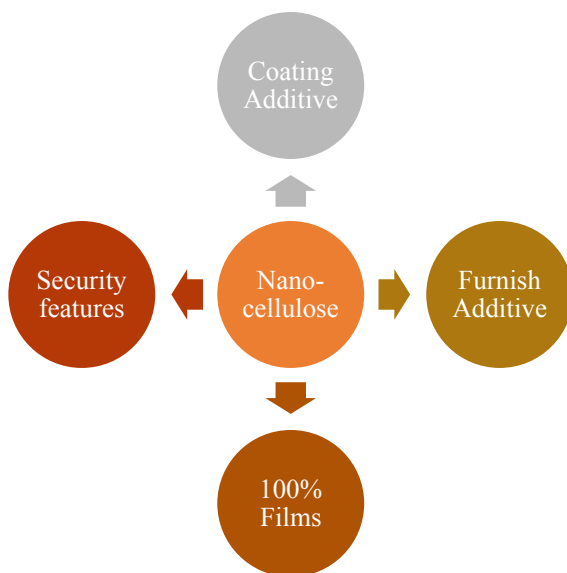 Coating
Additive
Security
features
Nano-
cellulose
Furnish
Additive
100%
Films